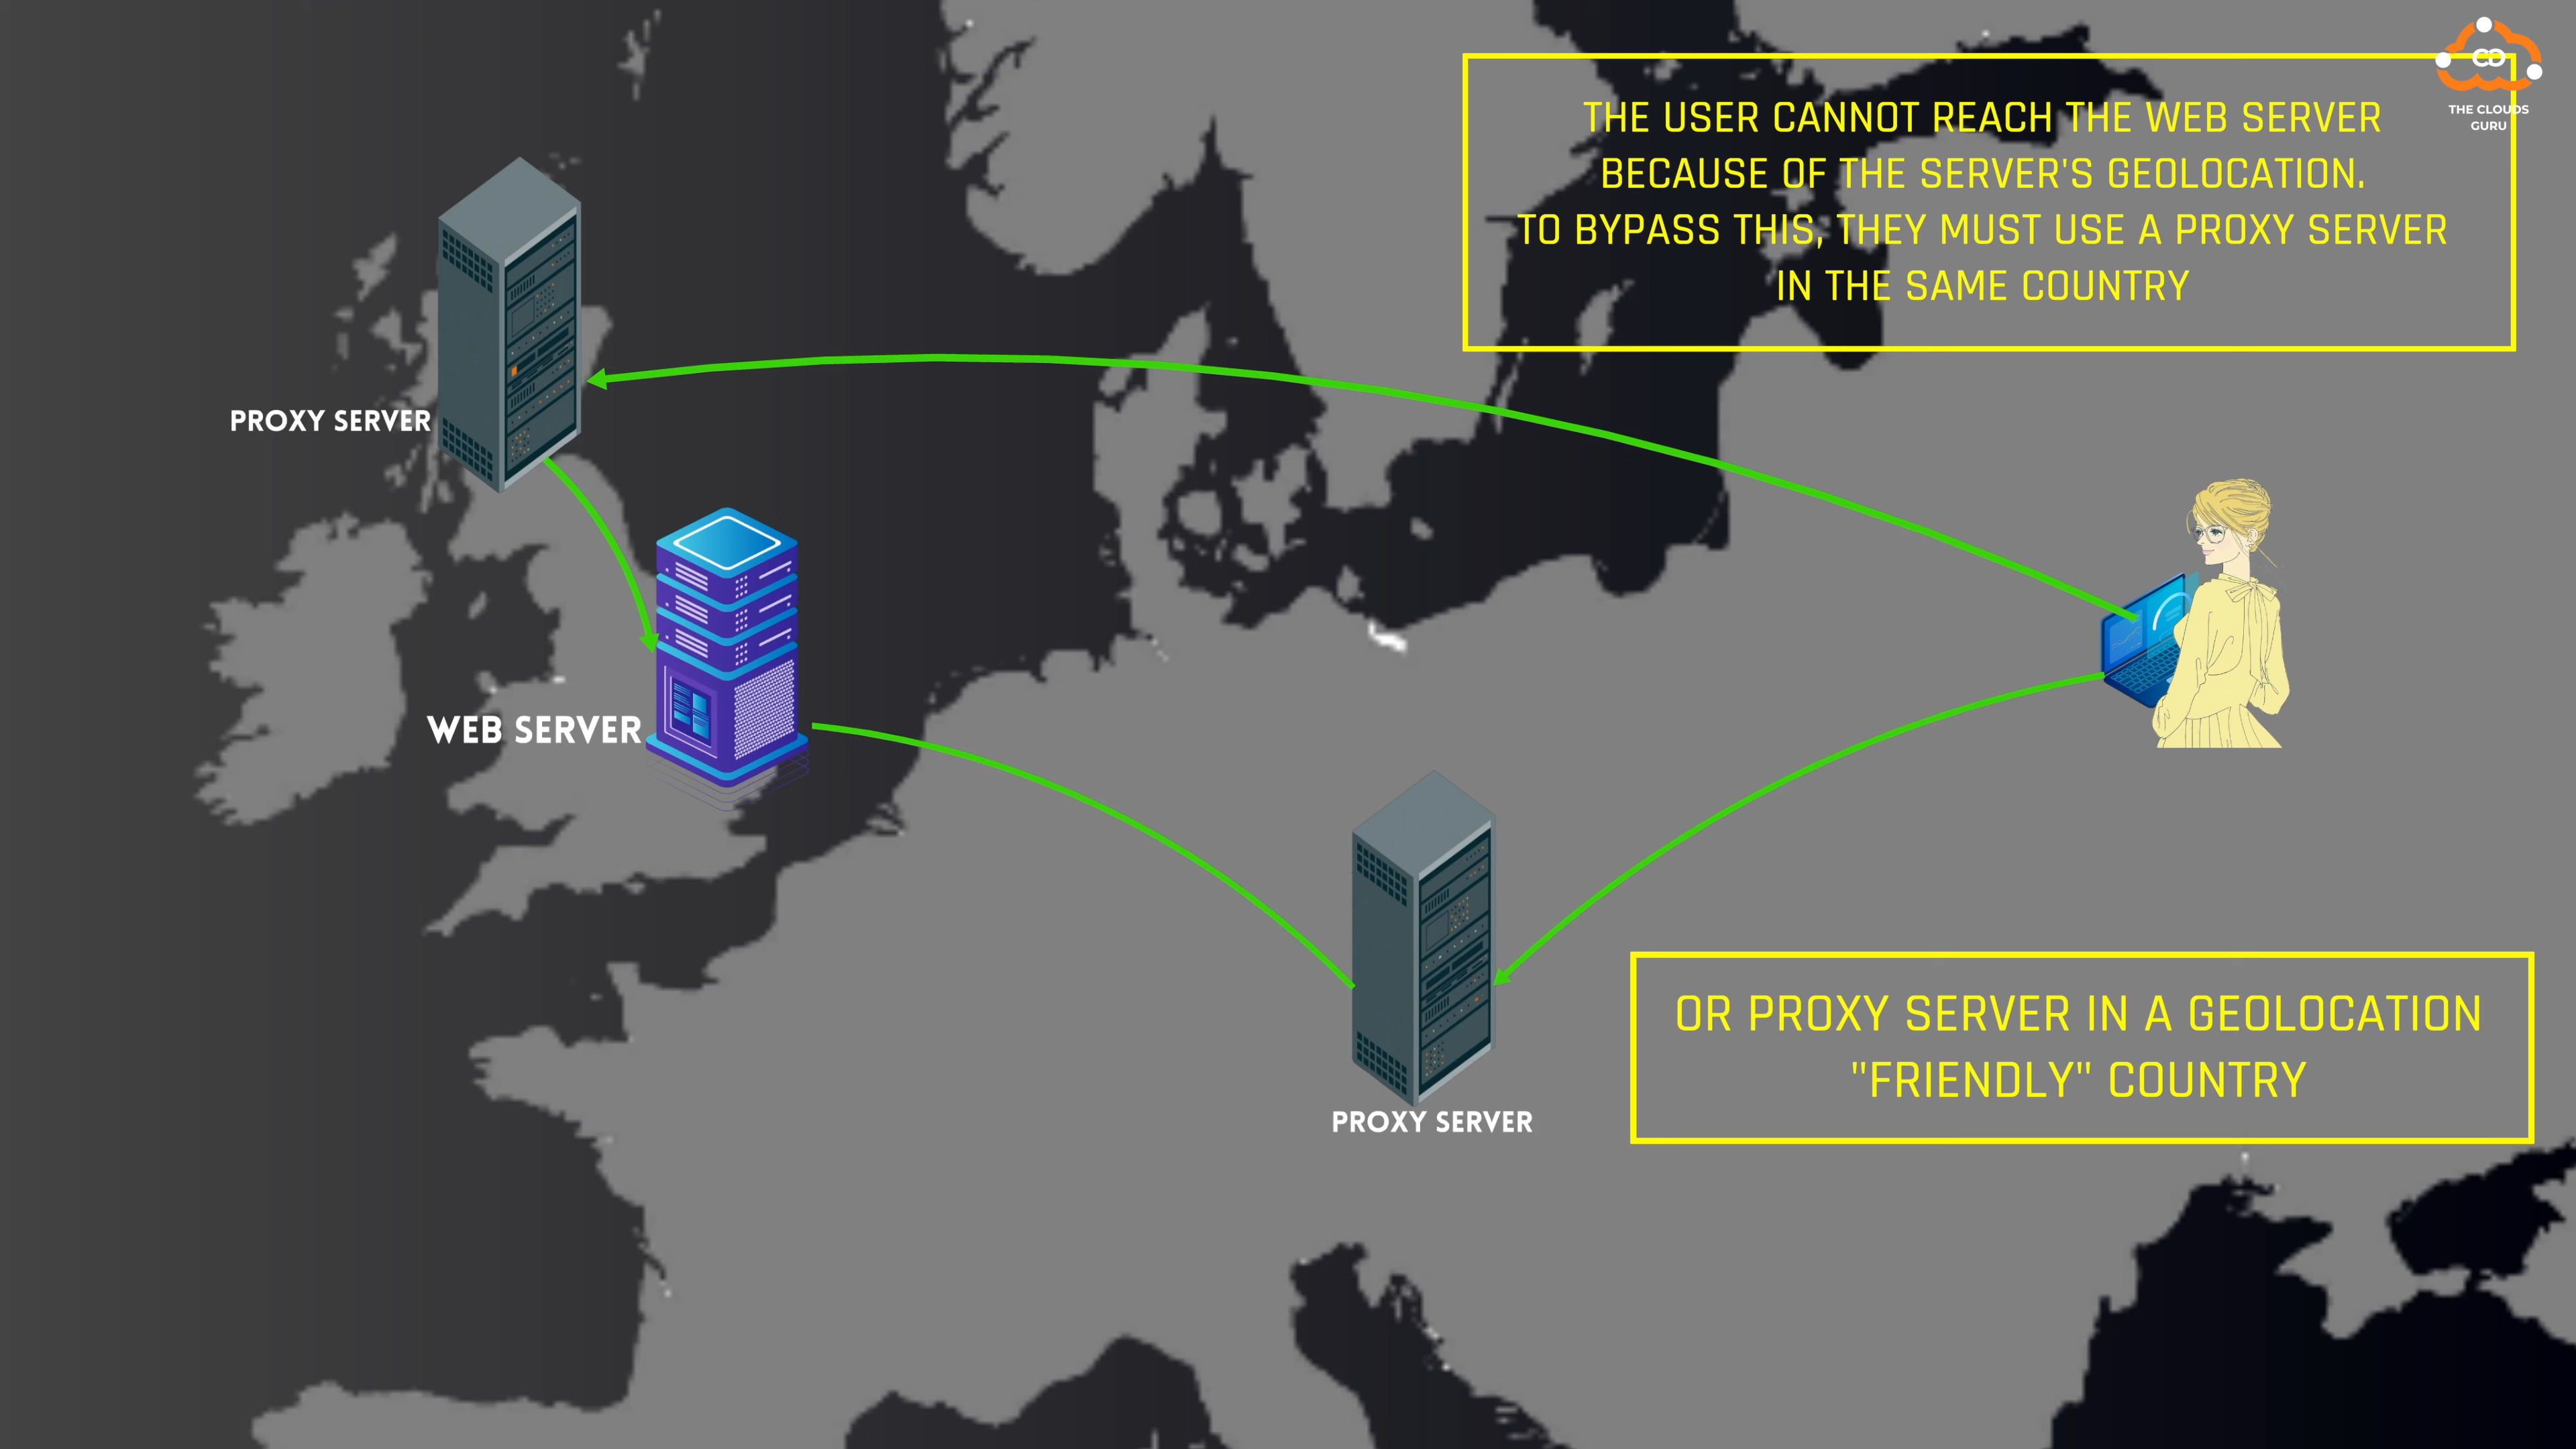 THE CLOUDS
GURU
THE USER CANNOT REACH THE WEB SERVER
BECAUSE OF THE SERVER'S GEOLOCATION.
TO BYPASS THIS, THEY MUST USE A PROXY SERVER
IN THE SAME COUNTRY
PROXY SERVER
WEB SERVER
OR PROXY SERVER IN A GEOLOCATION
"FRIENDLY" COUNTRY
PROXY SERVER